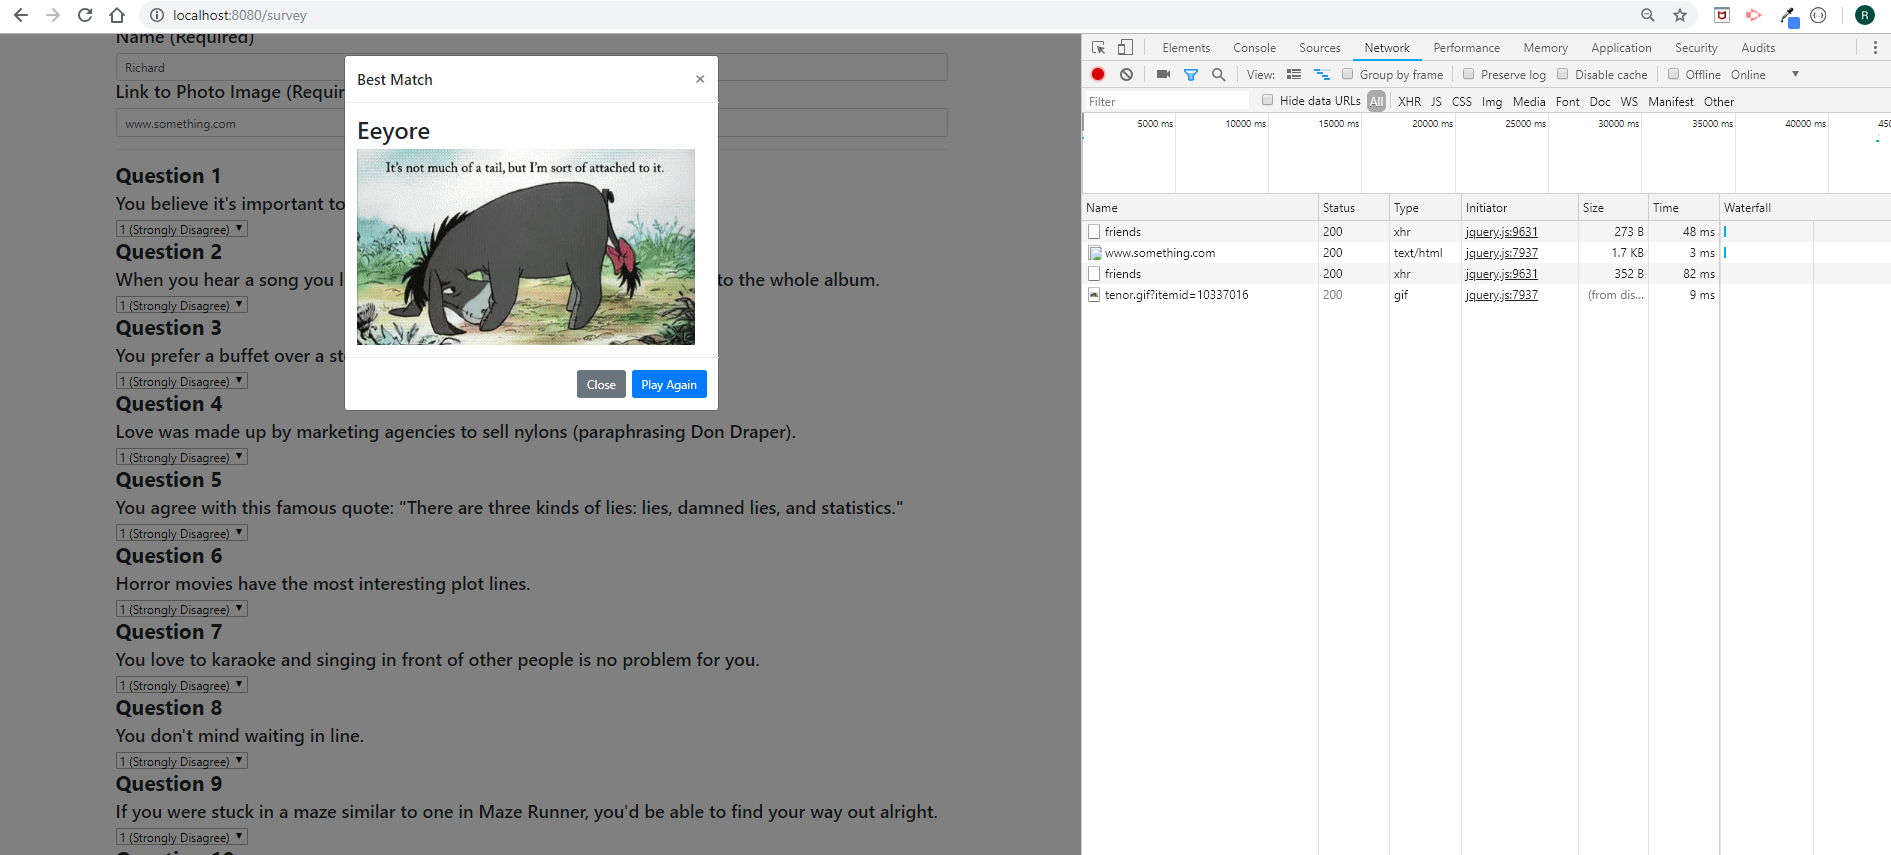 localhost:8080/survey
R
Name (Required)
Richard
Link to Photo Image (Requir
www.something.com
Question 1
You believe it's important to
1 (Strongly Disagree)
Question 2
When you hear a song you l
to the whole album.
1 (Strongly Disagree)
Question 3
You prefer a buffet over a st
1 (Strongly Disagree)
Question 4
Love was made up by marketing agencies to sell nylons (paraphrasing Don Draper).
1 (Strongly Disagree)
Question 5
You agree with this famous quote: "There are three kinds of lies: lies, damned lies, and statistics."
1 (Strongly Disagree)
Question 6
Horror movies have the most interesting plot lines.
1 (Strongly Disagree)
Question 7
You love to karaoke and singing in front of other people is no problem for you.
1 (Strongly Disagree)
Question 8
You don't mind waiting in line.
1 (Strongly Disagree)
Question 9
If you were stuck in a maze similar to one in Maze Runner, you'd be able to find your way out alright.
1 (Strongly Disagree)
Question 10
Best Match ×
Eeyore
It's not much of a tail, but I'm sort of attached to it.
Close Play Again
Elements Console Sources Network Performance Memory Application Security Audits
View: Group by frame Preserve log Disable cache Offline Online
Filter Hide data URLs All XHR JS CSS Img Media Font Doc WS Manifest Other
5000 ms 10000 ms 15000 ms 20000 ms 25000 ms 30000 ms 35000 ms 40000 ms 450
Name Status Type Initiator Size Time Waterfall
friends 200 xhr jquery.js:9631 273 B 48 ms
www.something.com 200 text/html jquery.js:7937 1.7 KB 3 ms
friends 200 xhr jquery.js:9631 352 B 82 ms
tenor.gif?itemid=10337016 200 gif jquery.js:7937 (from dis... 9 ms